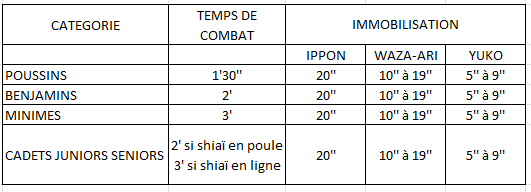 CATEGORIE TEMPS DE COMBAT IMMOBILISATION
IPPON WAZA-ARI YUKO
POUSSINS 1'30" 20" 10" à 19" 5" à 9"
BENJAMINS 2' 20" 10" à 19" 5" à 9"
MINIMES 3' 20" 10" à 19" 5" à 9"
CADETS JUNIORS SENIORS 2' si shiaï en poule 3' si shiaï en ligne 20" 10" à 19" 5" à 9"